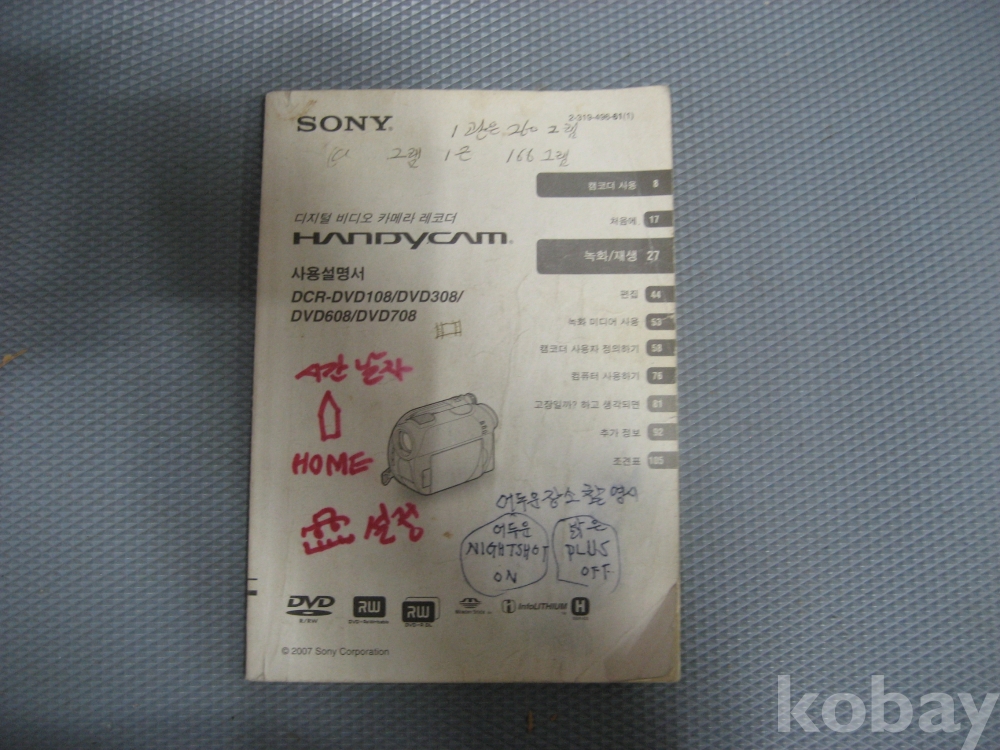 SONY
2-319-496-61(1)
1관은 260 그램
그램 1근 166 그램
캠코더 사용 8
디지털 비디오 카메라 레코더
처음에 17
HANDYCAM
녹화/재생 27
사용설명서
DCR-DVD108/DVD308/
DVD608/DVD708
편집 44
녹화 미디어 사용 53
캠코더 사용자 정의하기 58
시간 날자
컴퓨터 사용하기 76
고장일까? 하고 생각되면 81
추가 정보 92
조견표 105
HOME
설정
어두운 장소 촬영시
어두운
NIGHTSHOT
ON
밝은
PLUS
OFF
DVD
R/RW
RW
DVD+ReWritable
RW
DVD+R DL
InfoLITHIUM
H
© 2007 Sony Corporation
kobay